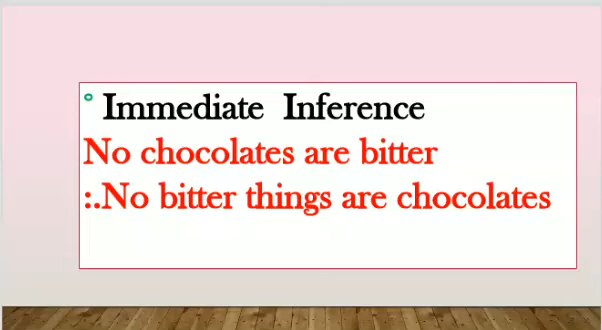 ° Immediate Inference
No chocolates are bitter
:.No bitter things are chocolates